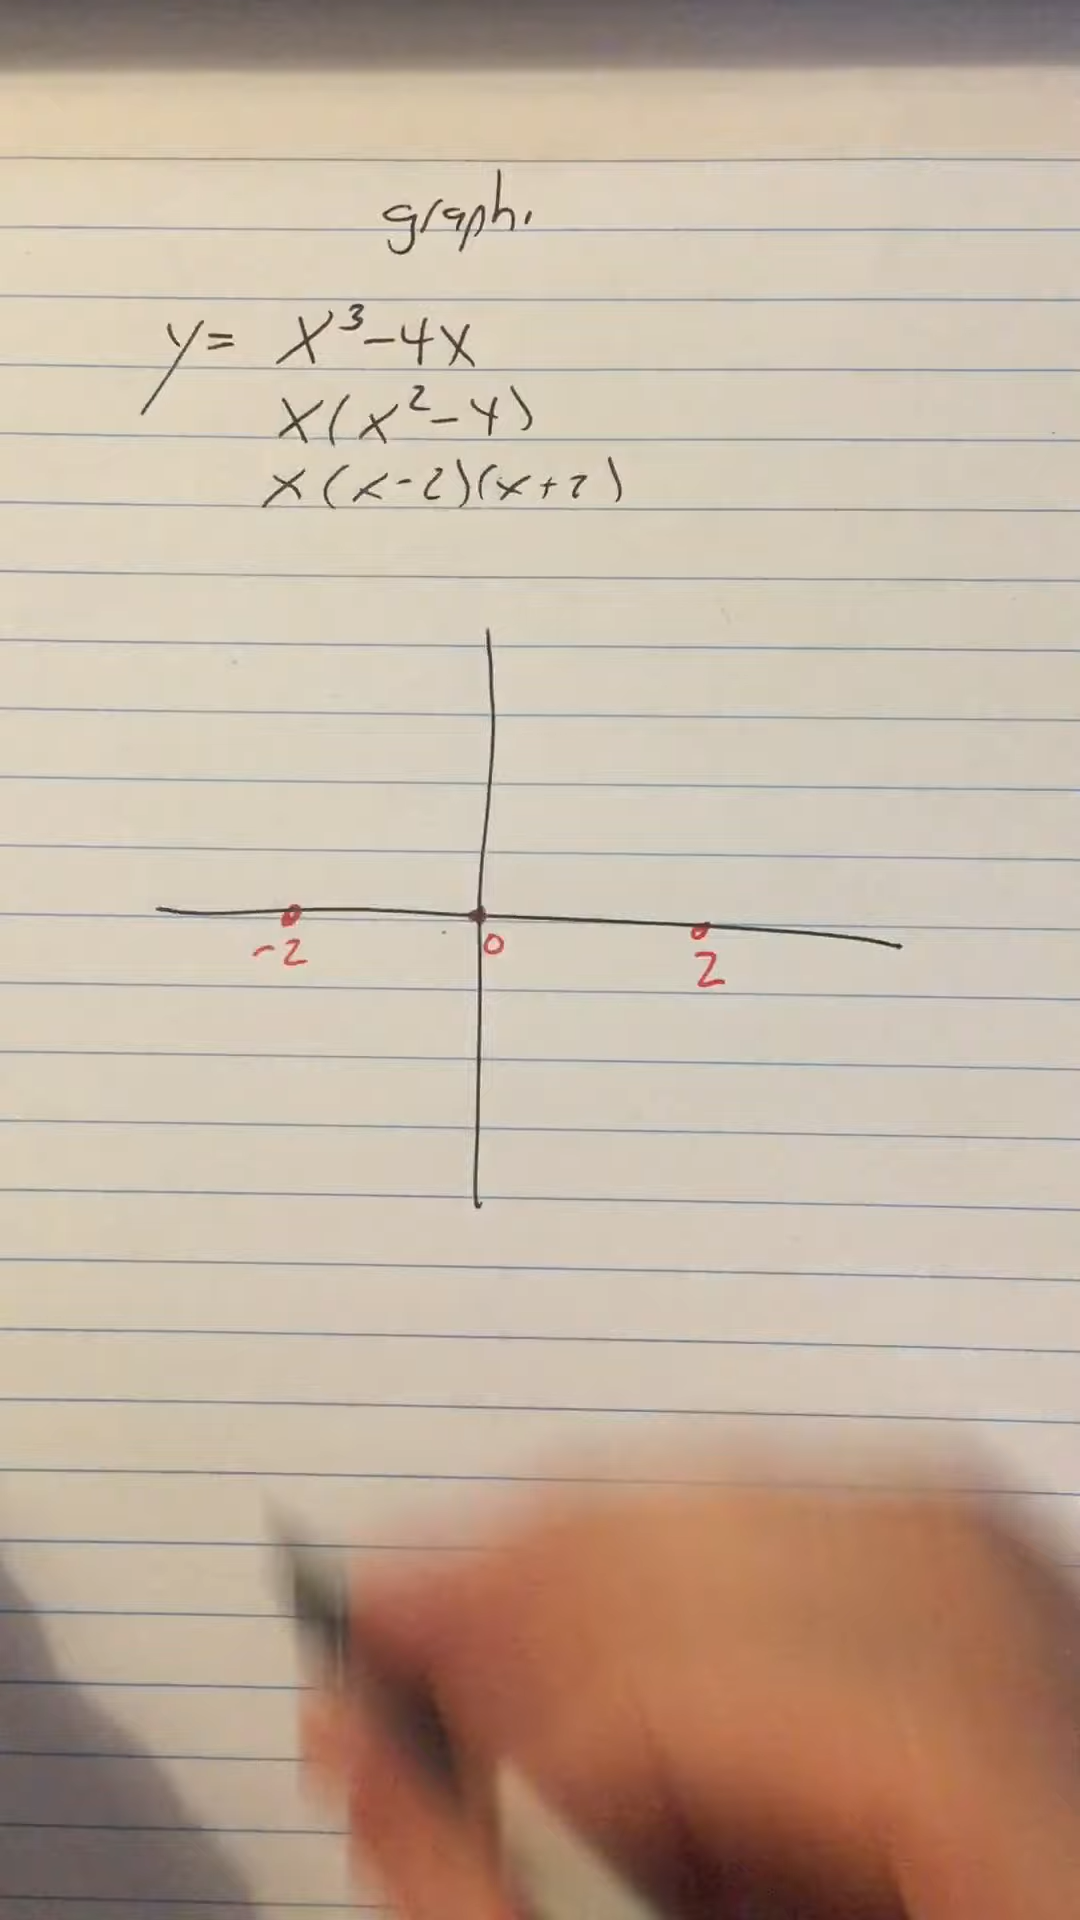 graph.
y= x³-4x
x(x²-4)
x(x-2)(x+2)
-2 0 2